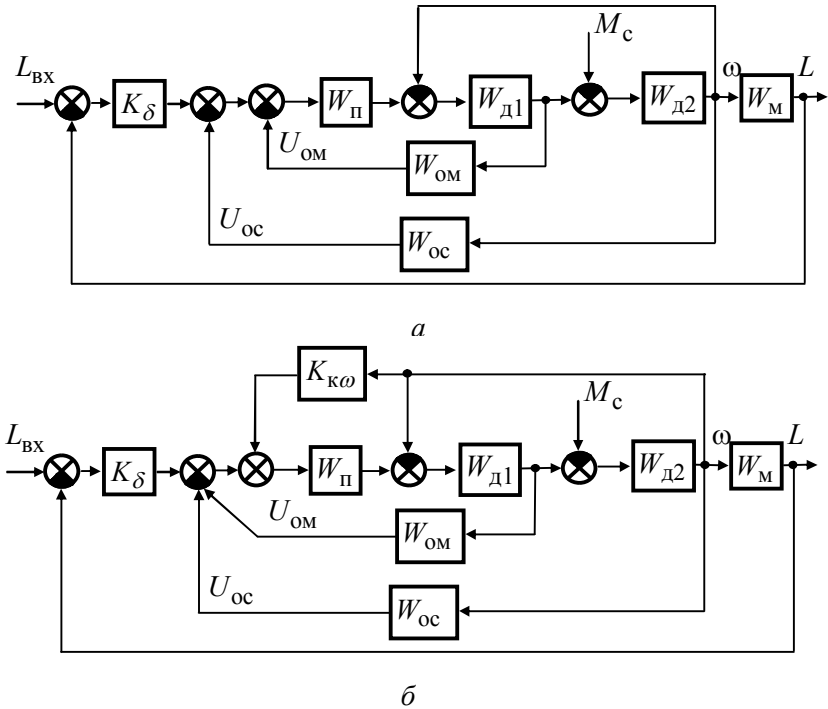 L_вх
K_δ
W_п
W_д1
M_с
W_д2
ω
W_м
L
U_ом
W_ом
U_ос
W_ос
а
K_кω
M_с
L_вх
K_δ
W_п
W_д1
W_д2
ω
W_м
L
U_ом
W_ом
U_ос
W_ос
б